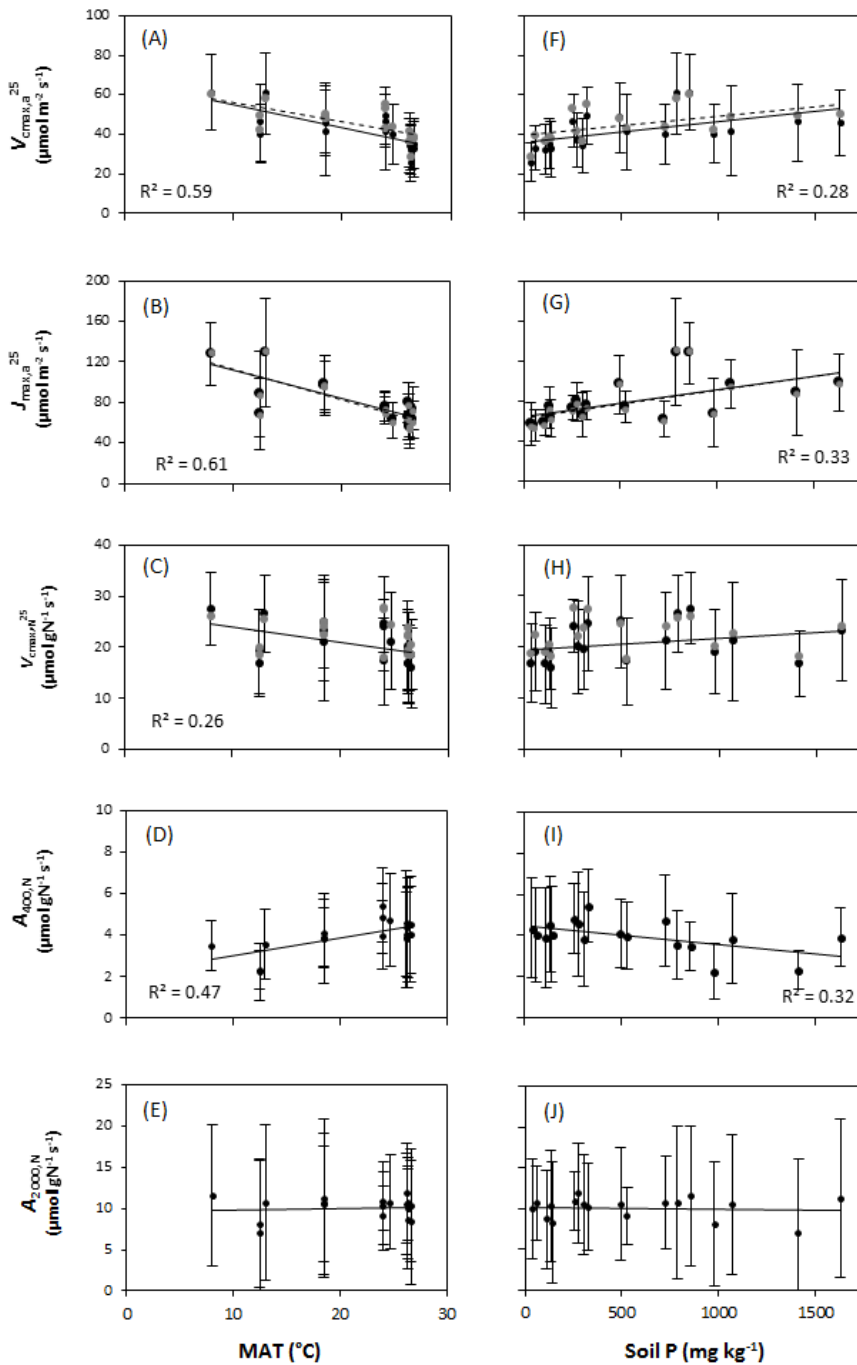 (A)
(F)
100
80
60
40
20
0
Vcmax,a²⁵
(µmol m⁻² s⁻¹)
R² = 0.59
R² = 0.28
(B)
(G)
200
160
120
80
40
0
Jmax,a²⁵
(µmol m⁻² s⁻¹)
R² = 0.61
R² = 0.33
(C)
(H)
40
30
20
10
0
Vcmax,N²⁵
(µmol gN⁻¹ s⁻¹)
R² = 0.26
(D)
(I)
10
8
6
4
2
0
A400,N
(µmol gN⁻¹ s⁻¹)
R² = 0.47
R² = 0.32
(E)
(J)
25
20
15
10
5
0
A2000,N
(µmol gN⁻¹ s⁻¹)
0 10 20 30
0 500 1000 1500
MAT (°C)
Soil P (mg kg⁻¹)